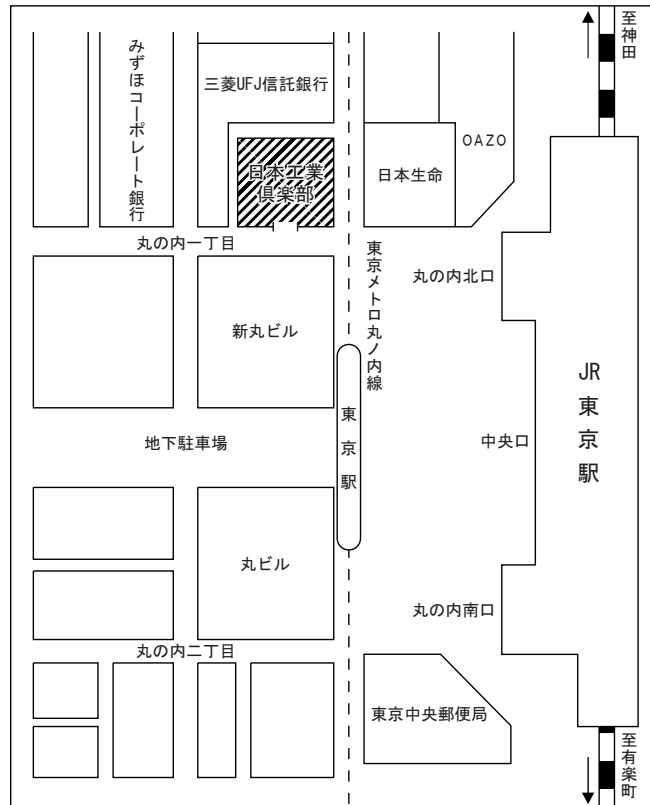 至神田
みずほコーポレート銀行
三菱UFJ信託銀行
OAZO
日本工業
倶楽部
日本生命
丸の内一丁目
東京メトロ丸ノ内線
丸の内北口
新丸ビル
JR
東京駅
東京駅
地下駐車場
中央口
丸ビル
丸の内南口
丸の内二丁目
東京中央郵便局
至有楽町